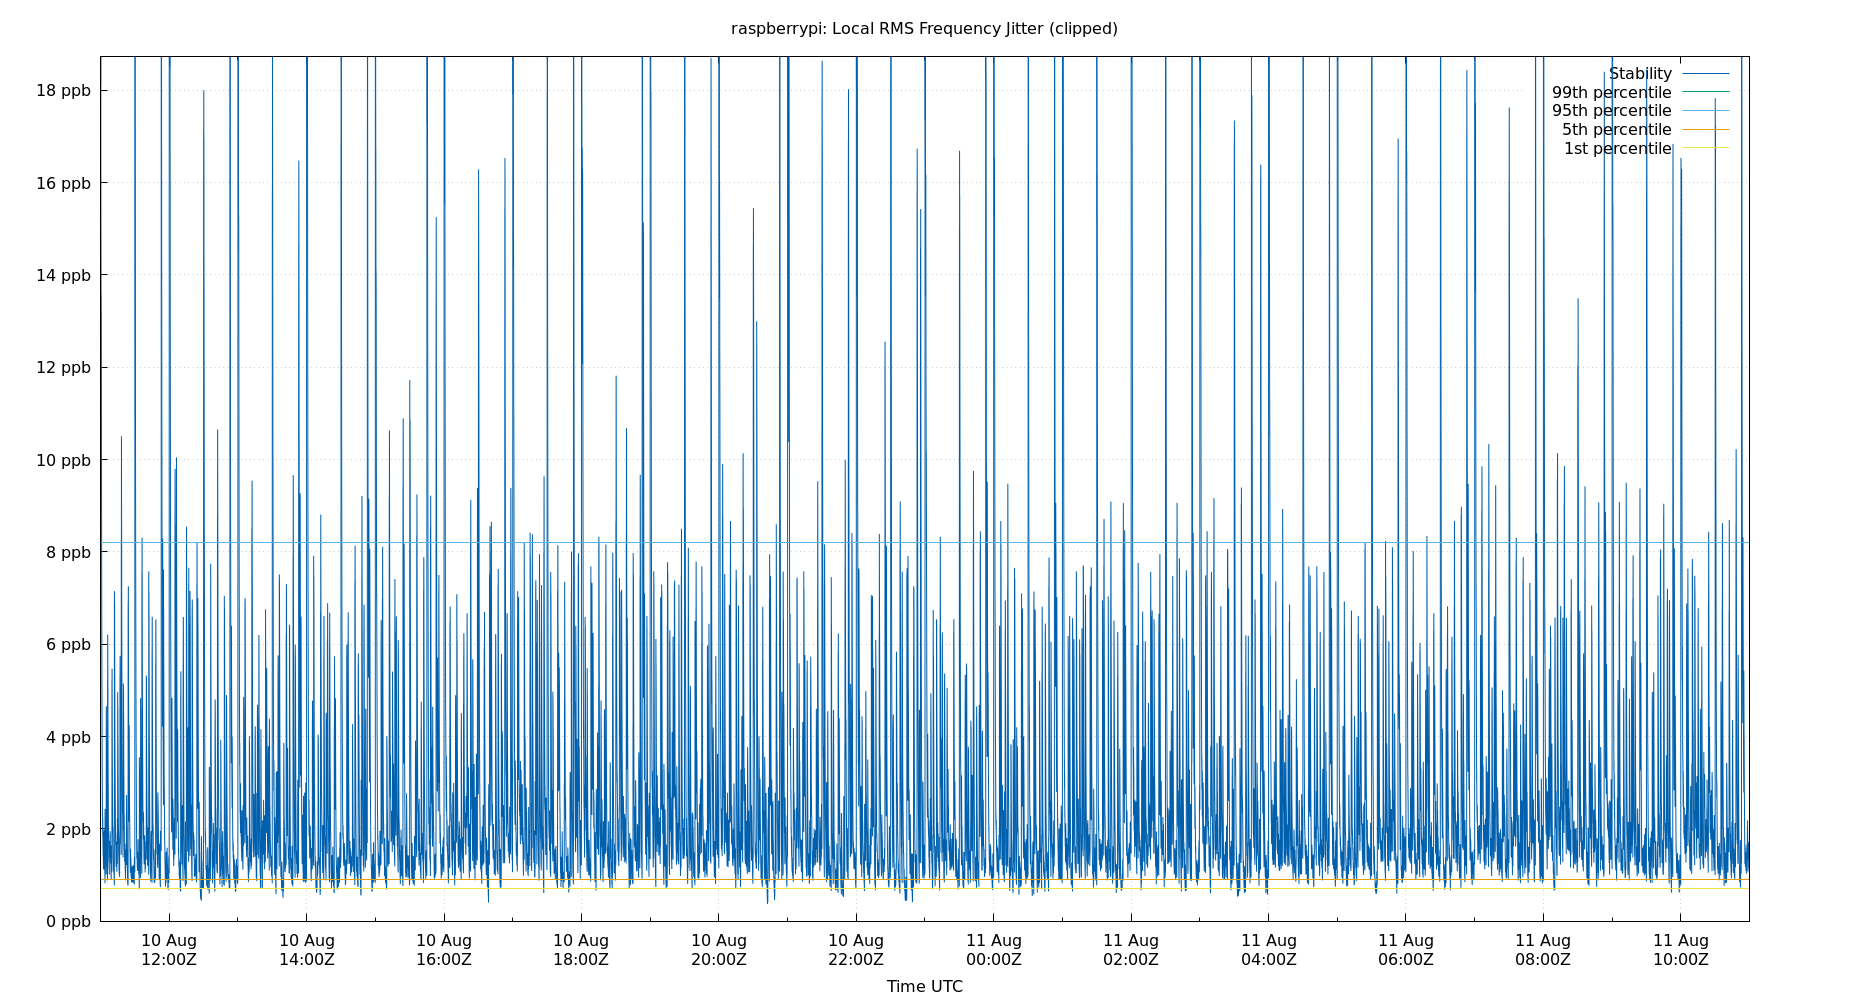 raspberrypi: Local RMS Frequency Jitter (clipped)
Stability
99th percentile
95th percentile
5th percentile
1st percentile
18 ppb
16 ppb
14 ppb
12 ppb
10 ppb
8 ppb
6 ppb
4 ppb
2 ppb
0 ppb
10 Aug 10 Aug 10 Aug 10 Aug 10 Aug 10 Aug 11 Aug 11 Aug 11 Aug 11 Aug 11 Aug 11 Aug
12:00Z 14:00Z 16:00Z 18:00Z 20:00Z 22:00Z 00:00Z 02:00Z 04:00Z 06:00Z 08:00Z 10:00Z
Time UTC